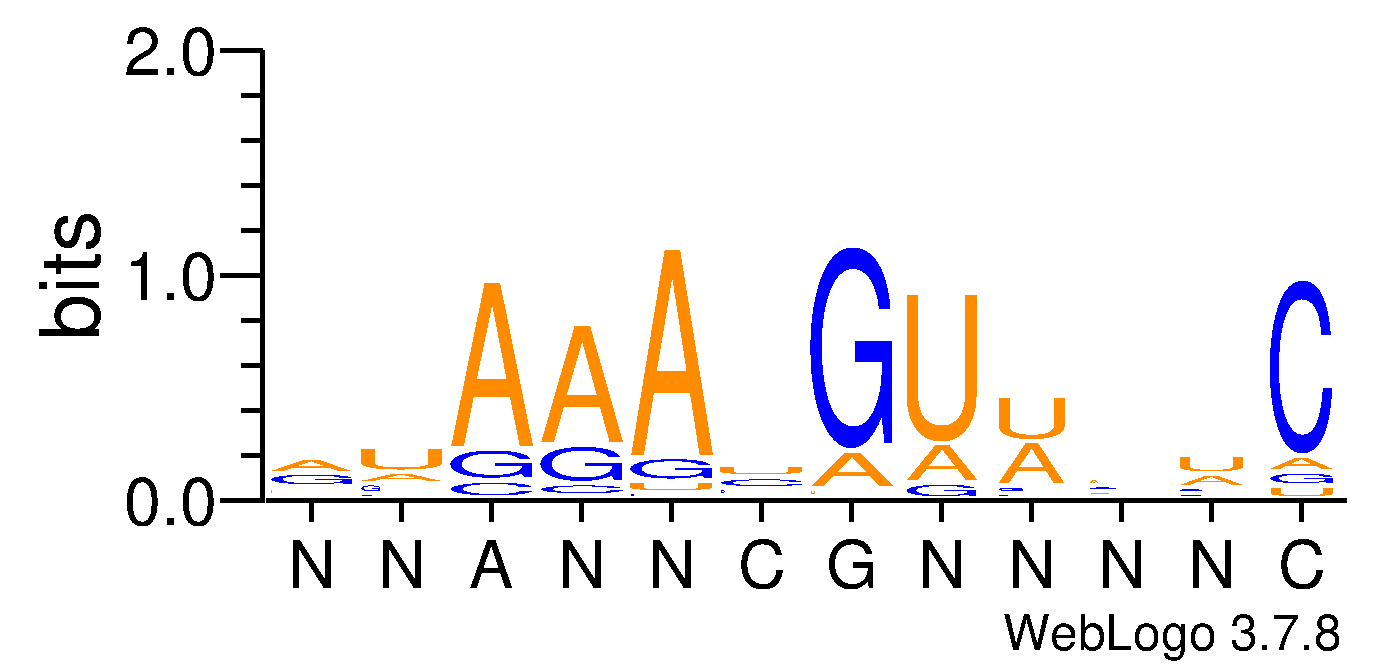 2.0
bits
1.0
0.0
A U A A A U G U U A U C
G A G G G C A A A C A A
G C C U G G G G U
N N A N N C G N N N N C
WebLogo 3.7.8